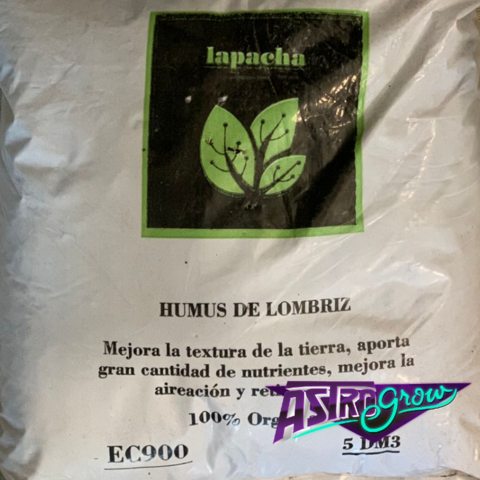 lapacha
HUMUS DE LOMBRIZ
Mejora la textura de la tierra, aporta
gran cantidad de nutrientes, mejora la
aireación y
100%
ASTRO grow
EC900
5 DM3